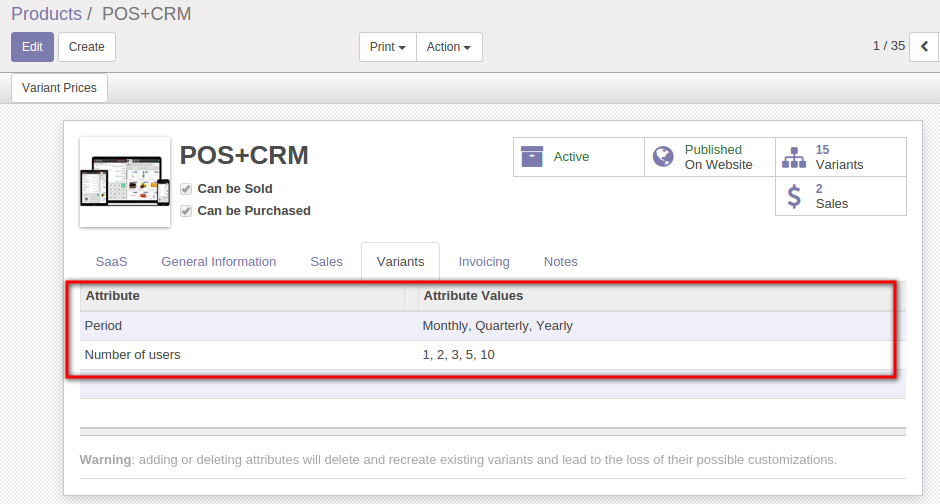 Products / POS+CRM
Edit Create Print Action 1 / 35
Variant Prices
POS+CRM
Can be Sold
Can be Purchased
Active
Published
On Website
15
Variants
2
Sales
SaaS General Information Sales Variants Invoicing Notes
Attribute Attribute Values
Period Monthly, Quarterly, Yearly
Number of users 1, 2, 3, 5, 10
Warning: adding or deleting attributes will delete and recreate existing variants and lead to the loss of their possible customizations.